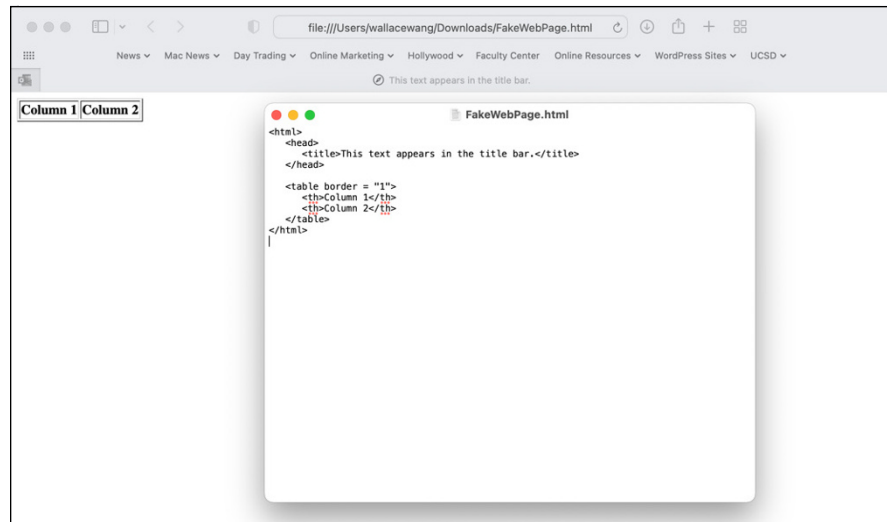 file:///Users/wallacewang/Downloads/FakeWebPage.html
News Mac News Day Trading Online Marketing Hollywood Faculty Center Online Resources WordPress Sites UCSD
This text appears in the title bar.
Column 1 Column 2
FakeWebPage.html
<html>
<head>
<title>This text appears in the title bar.</title>
</head>
<table border = "1">
<th>Column 1</th>
<th>Column 2</th>
</table>
</html>